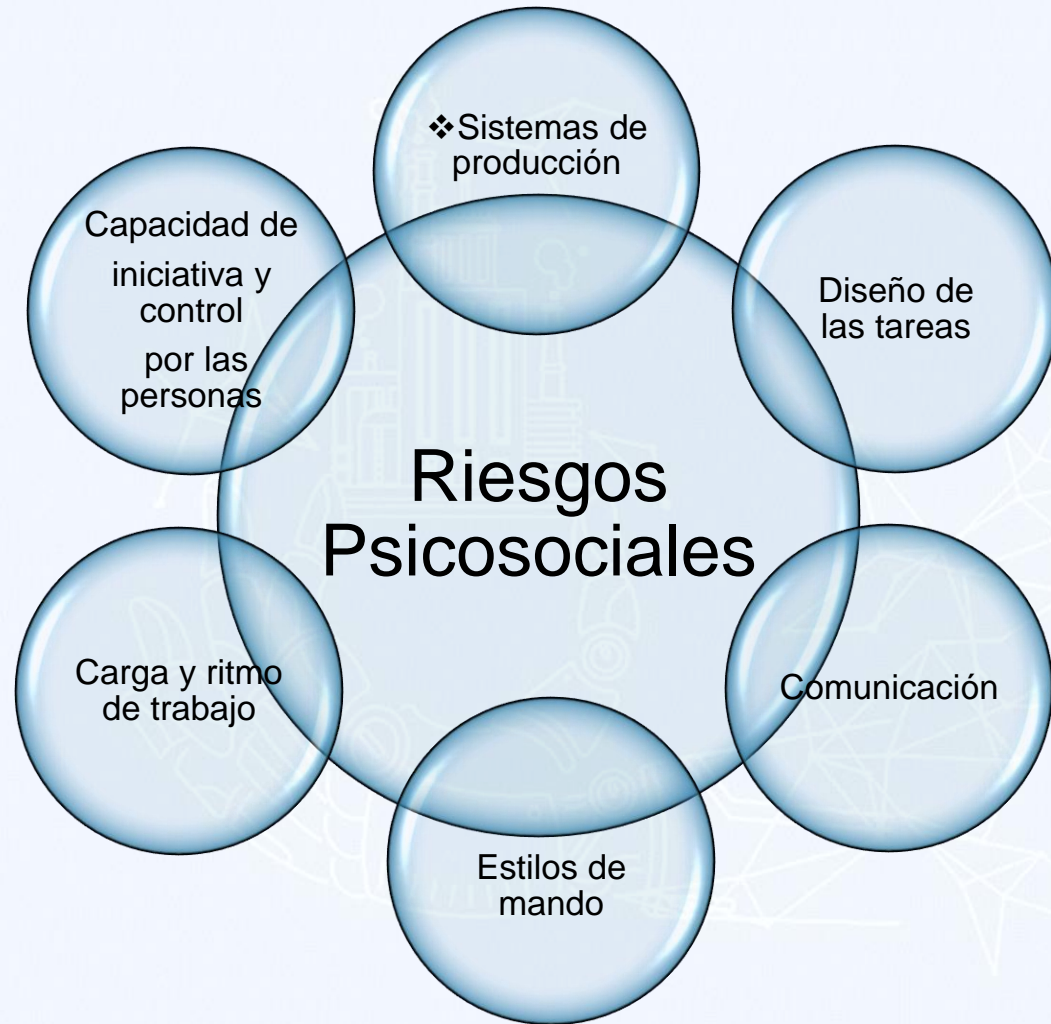 ❖Sistemas de
producción
Diseño de
las tareas
Comunicación
Estilos de
mando
Carga y ritmo
de trabajo
Capacidad de
iniciativa y
control
por las
personas
Riesgos
Psicosociales